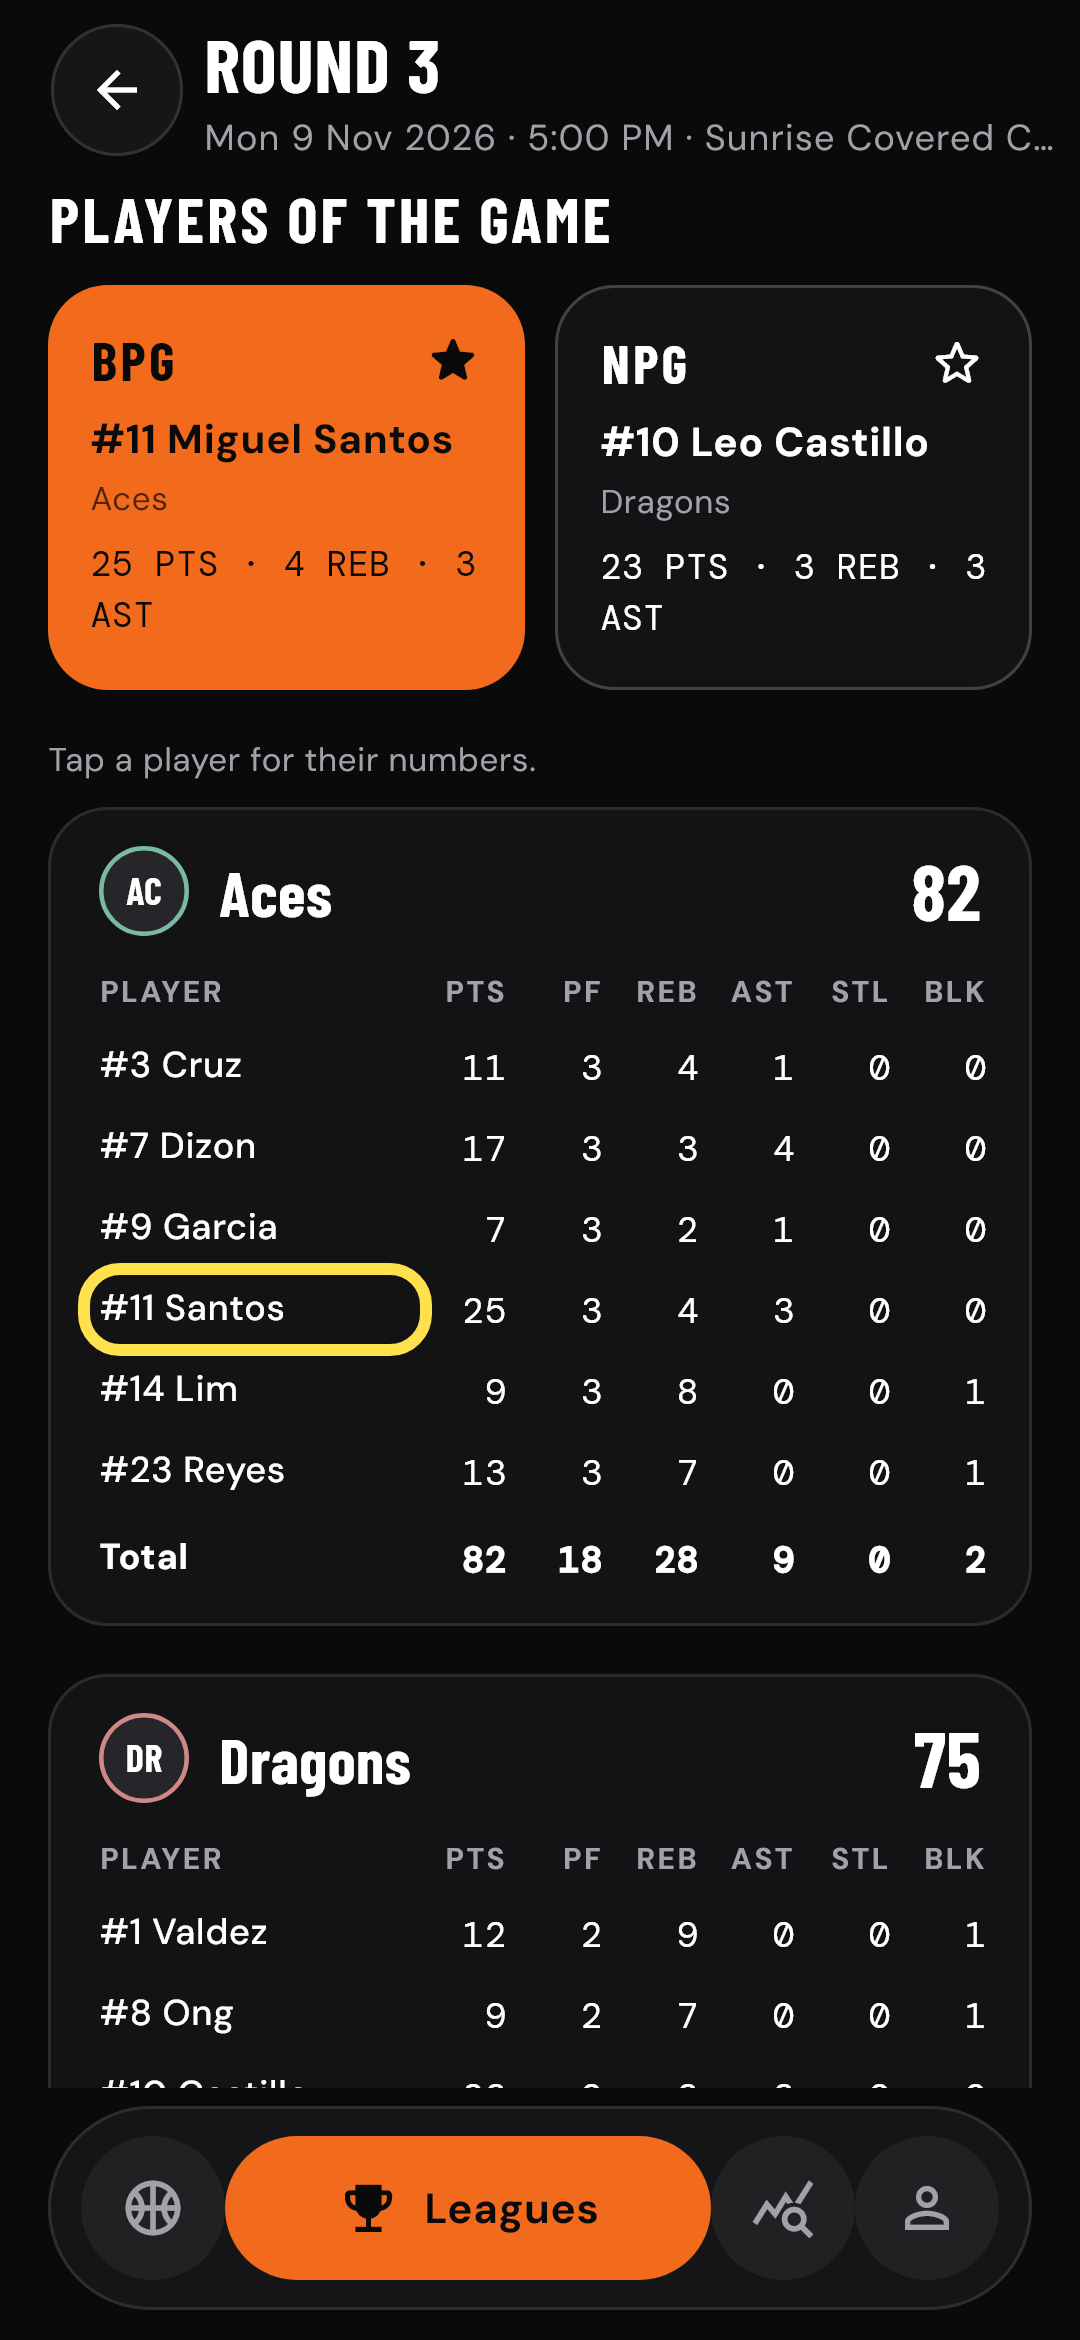 ROUND 3
Mon 9 Nov 2026 · 5:00 PM · Sunrise Covered C...
PLAYERS OF THE GAME
BPG
#11 Miguel Santos
Aces
25 PTS · 4 REB · 3
AST
NPG
#10 Leo Castillo
Dragons
23 PTS · 3 REB · 3
AST
Tap a player for their numbers.
AC Aces 82
PLAYER PTS PF REB AST STL BLK
#3 Cruz 11 3 4 1 0 0
#7 Dizon 17 3 3 4 0 0
#9 Garcia 7 3 2 1 0 0
#11 Santos 25 3 4 3 0 0
#14 Lim 9 3 8 0 0 1
#23 Reyes 13 3 7 0 0 1
Total 82 18 28 9 0 2
DR Dragons 75
PLAYER PTS PF REB AST STL BLK
#1 Valdez 12 2 9 0 0 1
#8 Ong 9 2 7 0 0 1
Leagues